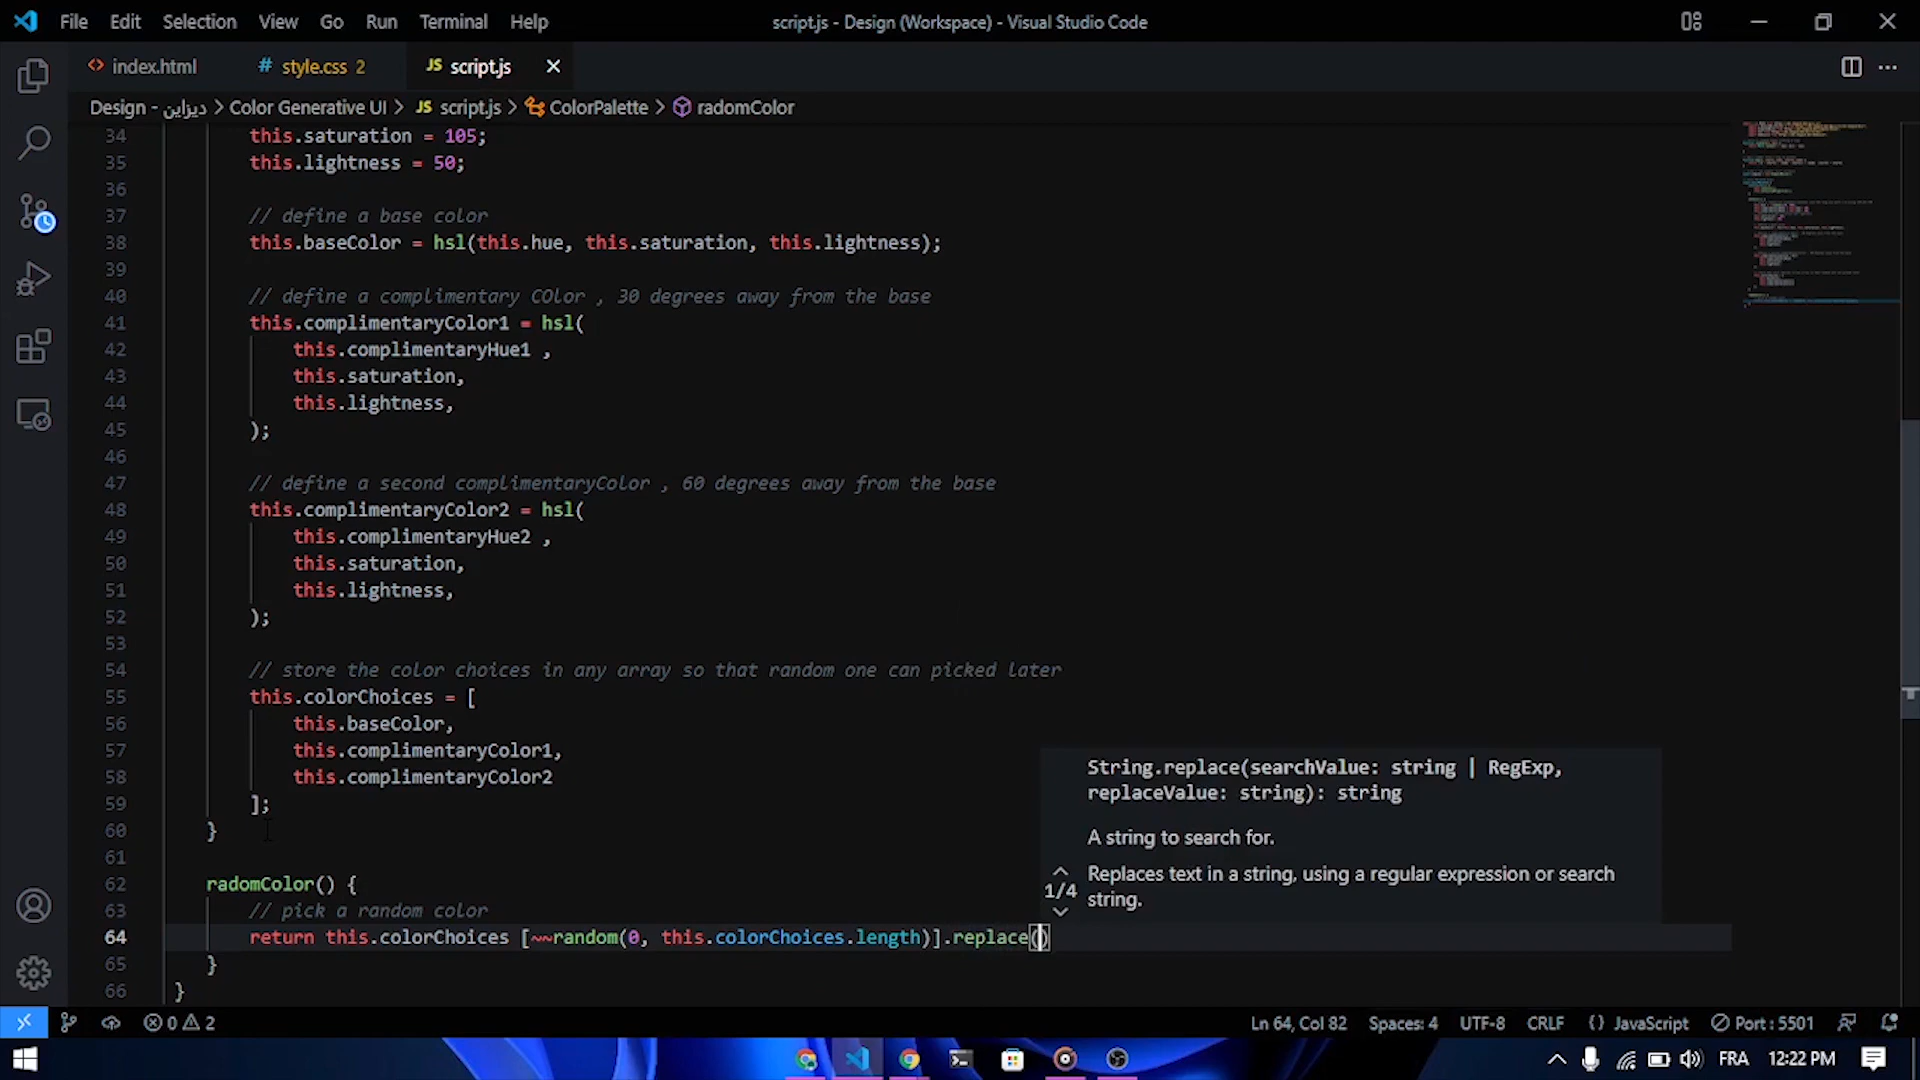 File Edit Selection View Go Run Terminal Help
script.js - Design (Workspace) - Visual Studio Code
index.html
# style.css 2
JS script.js
Design - ديزاين > Color Generative UI > JS script.js > ColorPalette > radomColor
34 this.saturation = 105;
35 this.lightness = 50;
36
37 // define a base color
38 this.baseColor = hsl(this.hue, this.saturation, this.lightness);
39
40 // define a complimentary COlor , 30 degrees away from the base
41 this.complimentaryColor1 = hsl(
42 this.complimentaryHue1 ,
43 this.saturation,
44 this.lightness,
45 );
46
47 // define a second complimentaryColor , 60 degrees away from the base
48 this.complimentaryColor2 = hsl(
49 this.complimentaryHue2 ,
50 this.saturation,
51 this.lightness,
52 );
53
54 // store the color choices in any array so that random one can picked later
55 this.colorChoices = [
56 this.baseColor,
57 this.complimentaryColor1,
58 this.complimentaryColor2
59 ];
60 }
61
62 radomColor() {
63 // pick a random color
64 return this.colorChoices [~~random(0, this.colorChoices.length)].replace()
65 }
66 }
String.replace(searchValue: string | RegExp,
replaceValue: string): string
A string to search for.
1/4
Replaces text in a string, using a regular expression or search
string.
0 2
Ln 64, Col 82 Spaces: 4 UTF-8 CRLF {} JavaScript Port : 5501
FRA 12:22 PM